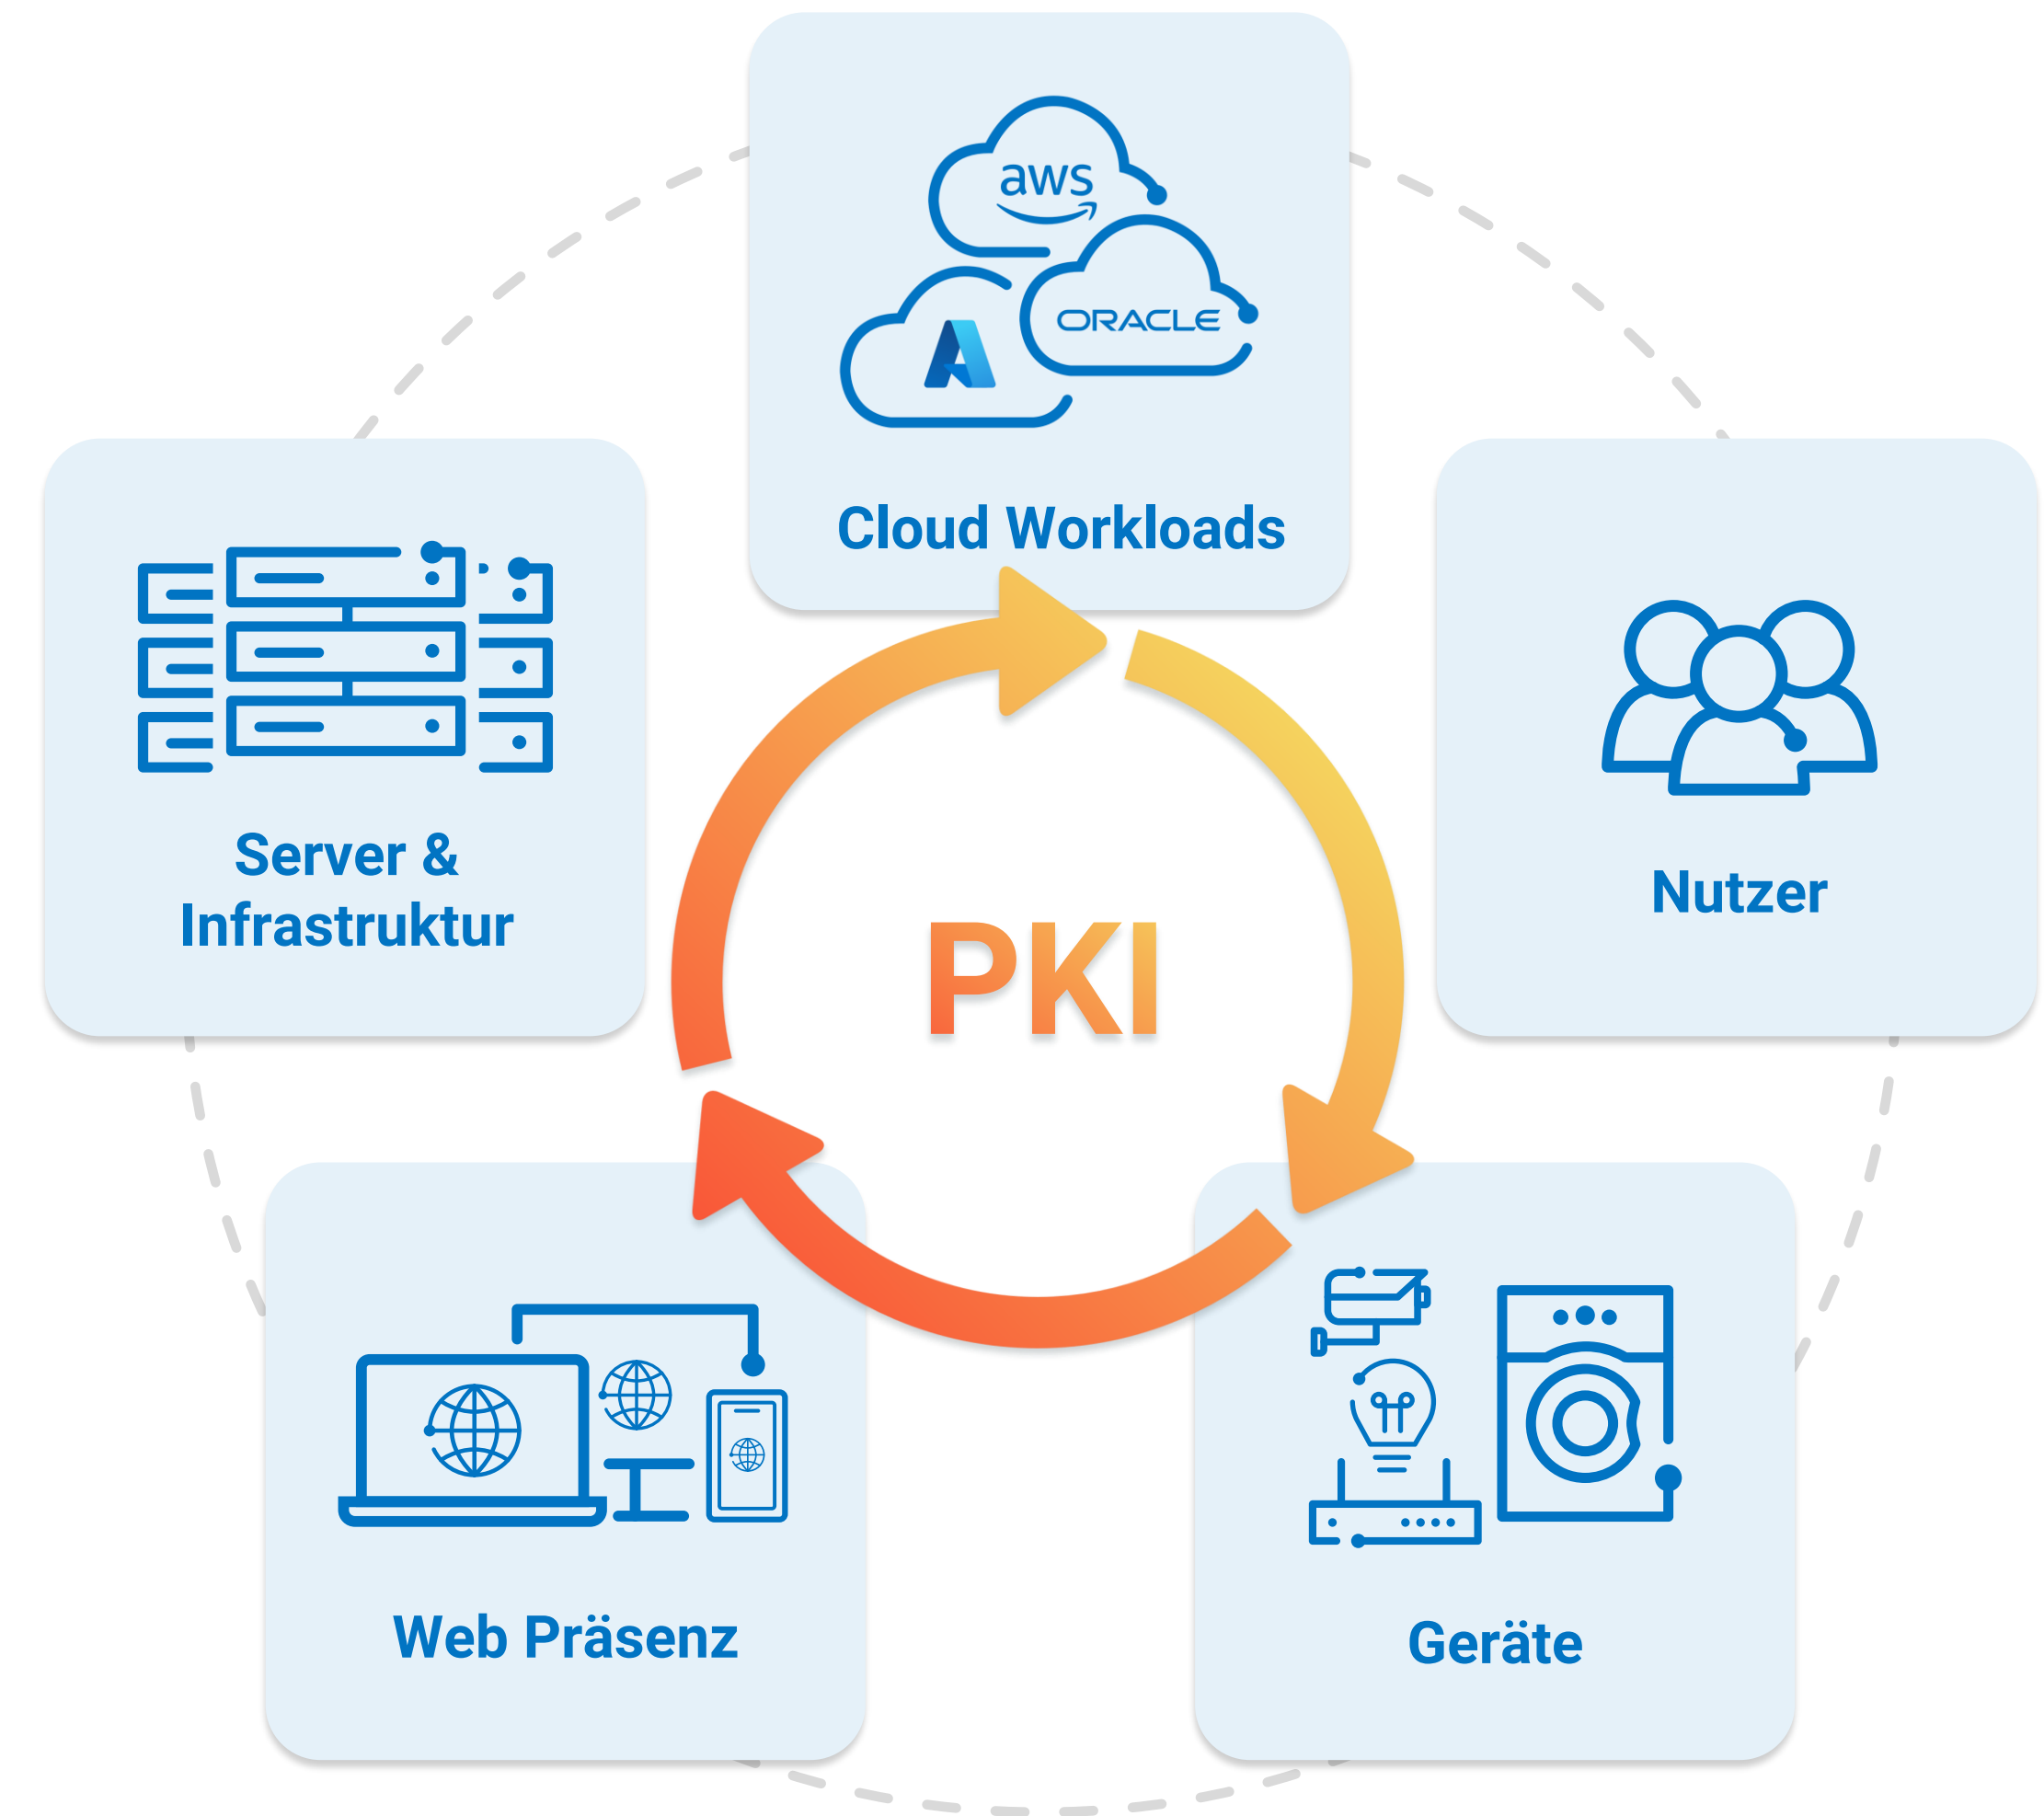 aws
ORACLE
Cloud Workloads
Server &
Infrastruktur
Nutzer
PKI
Web Präsenz
Geräte